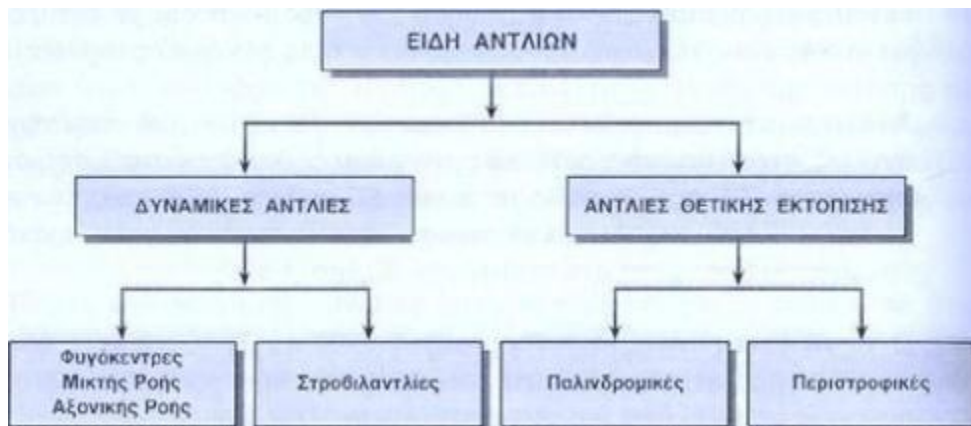 ΕΙΔΗ ΑΝΤΛΙΩΝ
ΔΥΝΑΜΙΚΕΣ ΑΝΤΛΙΕΣ
ΑΝΤΛΙΕΣ ΘΕΤΙΚΗΣ ΕΚΤΟΠΙΣΗΣ
Φυγόκεντρες
Μικτής Ροής
Αξονικής Ροής
Στροβιλαντλίες
Παλινδρομικές
Περιστροφικές